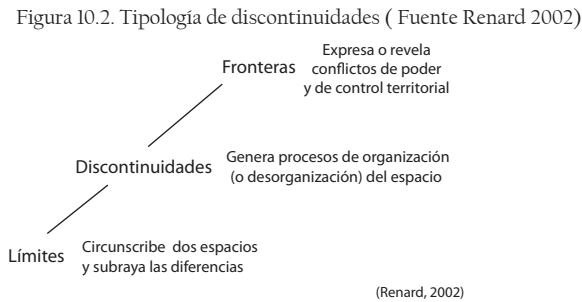 Figura 10.2. Tipología de discontinuidades ( Fuente Renard 2002)
Fronteras
Expresa o revela
conflictos de poder
y de control territorial
Discontinuidades
Genera procesos de organización
(o desorganización) del espacio
Límites
Circunscribe dos espacios
y subraya las diferencias
(Renard, 2002)